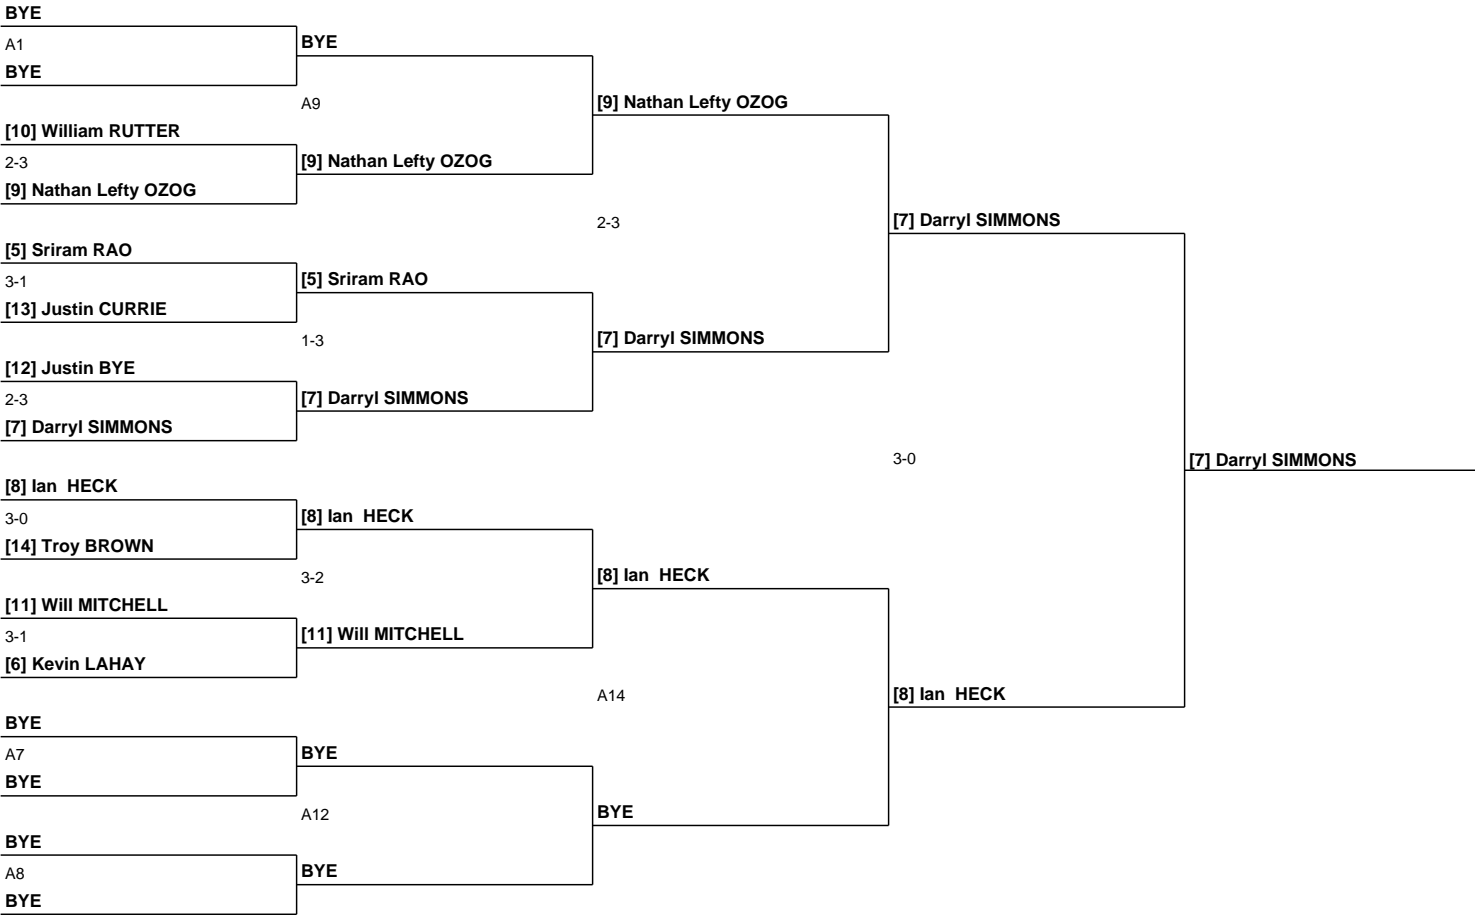 BYE
A1
BYE
BYE
A9
[10] William RUTTER
2-3
[9] Nathan Lefty OZOG
[9] Nathan Lefty OZOG
[9] Nathan Lefty OZOG
2-3
[5] Sriram RAO
3-1
[13] Justin CURRIE
[5] Sriram RAO
1-3
[12] Justin BYE
2-3
[7] Darryl SIMMONS
[7] Darryl SIMMONS
[7] Darryl SIMMONS
[7] Darryl SIMMONS
3-0
[7] Darryl SIMMONS
[8] Ian  HECK
3-0
[14] Troy BROWN
[8] Ian  HECK
3-2
[11] Will MITCHELL
3-1
[6] Kevin LAHAY
[11] Will MITCHELL
[8] Ian  HECK
A14
[8] Ian  HECK
BYE
A7
BYE
BYE
A12
BYE
A8
BYE
BYE
BYE